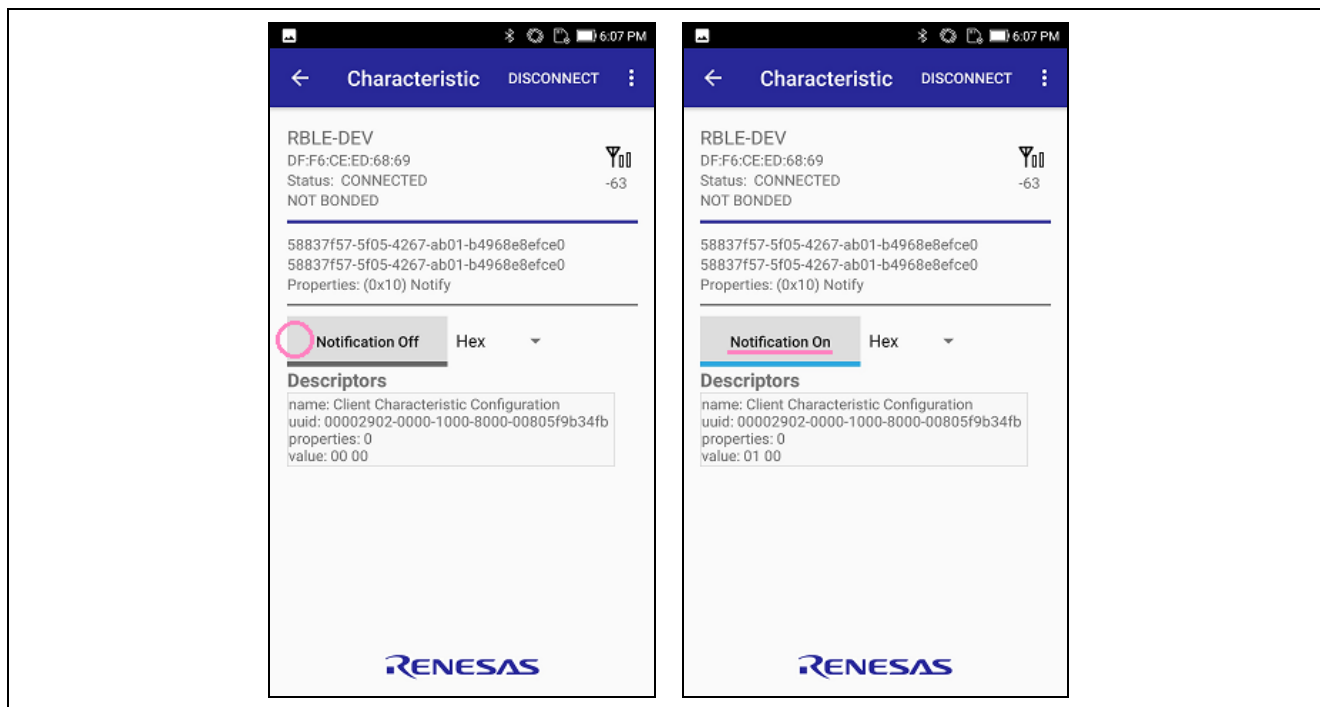 6:07 PM
Characteristic DISCONNECT
RBLE-DEV
DF:F6:CE:ED:68:69
Status: CONNECTED
-63
NOT BONDED
58837f57-5f05-4267-ab01-b4968e8efce0
58837f57-5f05-4267-ab01-b4968e8efce0
Properties: (0x10) Notify
Notification Off Hex
Descriptors
name: Client Characteristic Configuration
uuid: 00002902-0000-1000-8000-00805f9b34fb
properties: 0
value: 00 00
RENESAS
6:07 PM
Characteristic DISCONNECT
RBLE-DEV
DF:F6:CE:ED:68:69
Status: CONNECTED
-63
NOT BONDED
58837f57-5f05-4267-ab01-b4968e8efce0
58837f57-5f05-4267-ab01-b4968e8efce0
Properties: (0x10) Notify
Notification On Hex
Descriptors
name: Client Characteristic Configuration
uuid: 00002902-0000-1000-8000-00805f9b34fb
properties: 0
value: 01 00
RENESAS